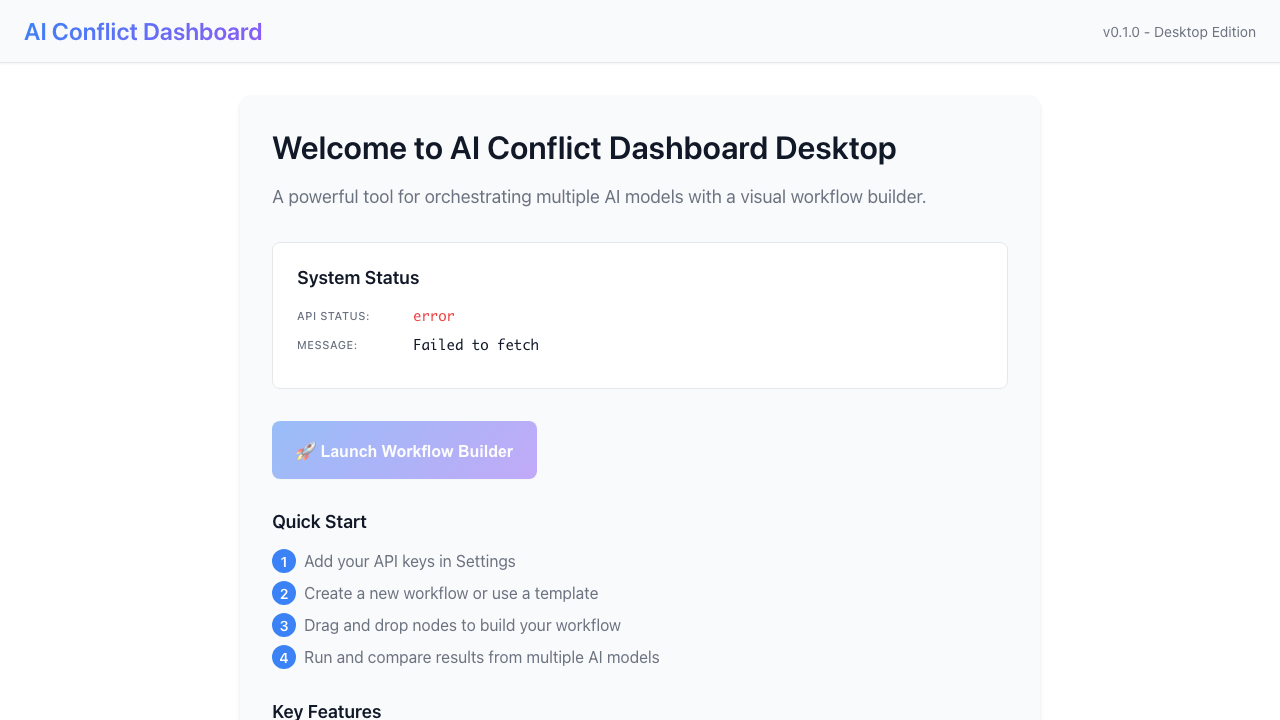 AI Conflict Dashboard
v0.1.0 - Desktop Edition
Welcome to AI Conflict Dashboard Desktop
A powerful tool for orchestrating multiple AI models with a visual workflow builder.
System Status
API STATUS: error
MESSAGE: Failed to fetch
🚀 Launch Workflow Builder
Quick Start
1 Add your API keys in Settings
2 Create a new workflow or use a template
3 Drag and drop nodes to build your workflow
4 Run and compare results from multiple AI models
Key Features